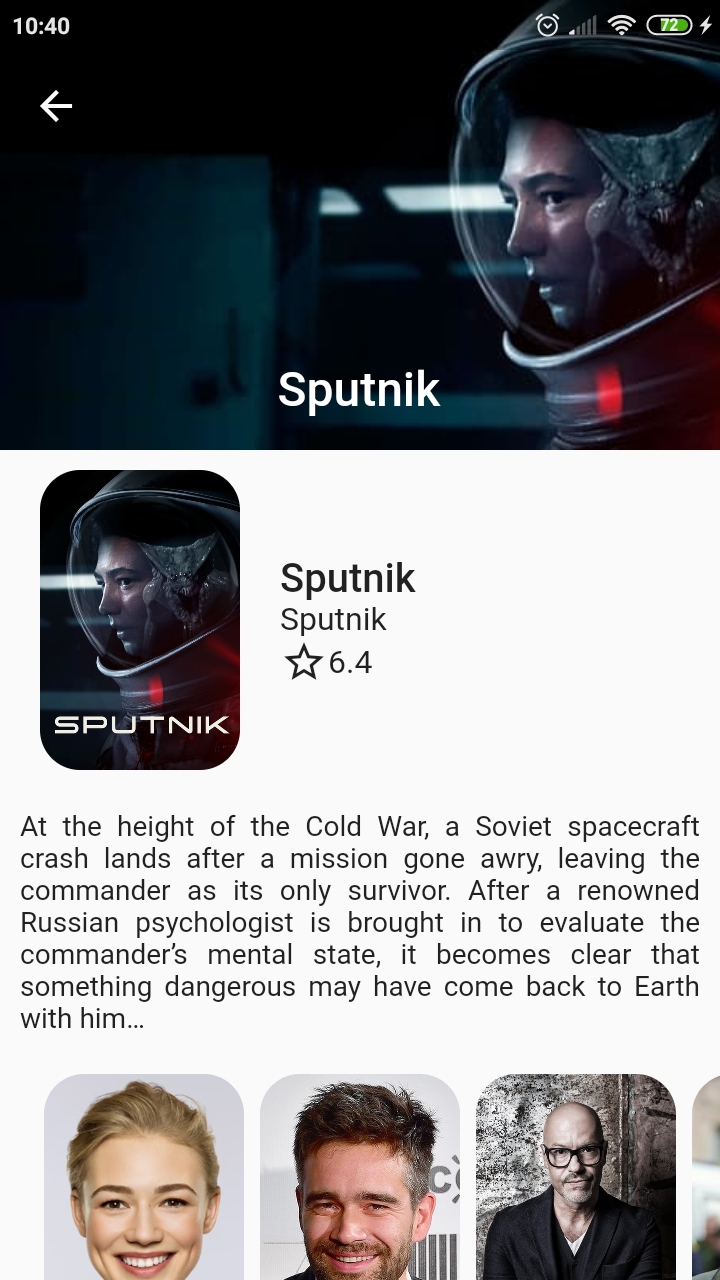 10:40
72
Sputnik
SPUTNIK
Sputnik
Sputnik
6.4
At the height of the Cold War, a Soviet spacecraft
crash lands after a mission gone awry, leaving the
commander as its only survivor. After a renowned
Russian psychologist is brought in to evaluate the
commander’s mental state, it becomes clear that
something dangerous may have come back to Earth
with him…